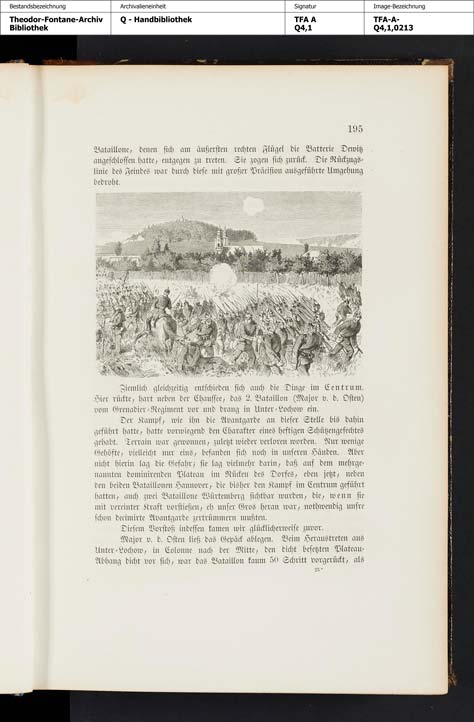 Bestandsbezeichnung Archivalieneinheit Signatur Image-Bezeichnung
Theodor-Fontane-Archiv Q - Handbibliothek TFA A TFA-A-
Bibliothek Q4,1 Q4,1,0213
195
Bataillone, denen sich am äußersten rechten Flügel die Batterie Dewitz
angeschlossen hatte, entgegen zu treten. Sie zogen sich zurück. Die Rückzugs-
linie des Feindes war durch diese mit großer Präcision ausgeführte Umgehung
bedroht.
Ziemlich gleichzeitig entschieden sich auch die Dinge im Centrum.
Hier rückte, hart neben der Chaussee, das 2. Bataillon (Major v. d. Osten)
vom Grenadier-Regiment vor und drang in Unter-Lochow ein.
Der Kampf, wie ihn die Avantgarde an dieser Stelle bis dahin
geführt hatte, hatte vorwiegend den Charakter eines heftigen Schützengefechts
gehabt. Terrain war gewonnen, zuletzt wieder verloren worden. Nur wenige
Gehöfte, vielleicht nur eins, befanden sich noch in unseren Händen. Aber
nicht hierin lag die Gefahr; sie lag vielmehr darin, daß auf dem mehrge-
nannten dominirenden Plateau im Rücken des Dorfes, eben jetzt, neben
den beiden Bataillonen Hannover, die bisher den Kampf im Centrum geführt
hatten, auch zwei Bataillone Würtemberg sichtbar wurden, die, wenn sie
mit vereinter Kraft vorstießen, eh unser Gros heran war, nothwendig unsre
schon decimirte Avantgarde zertrümmern mußten.
Diesem Vorstoß indessen kamen wir glücklicherweise zuvor.
Major v. d. Osten ließ das Gepäck ablegen. Beim Heraustreten aus
Unter-Lochow, in Colonne nach der Mitte, den dicht besetzten Plateau-
Abhang dicht vor sich, war das Bataillon kaum 50 Schritt vorgerückt, als